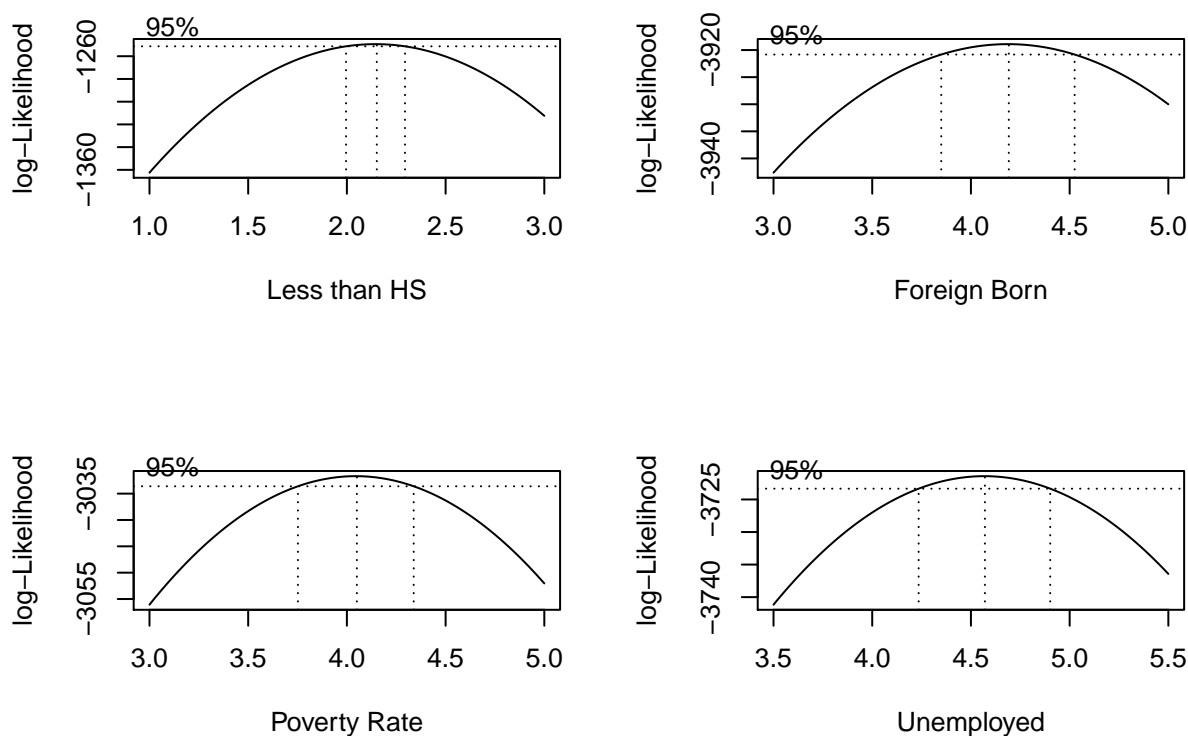 95%
log−Likelihood
−1260
−1360
1.0 1.5 2.0 2.5 3.0
Less than HS
95%
log−Likelihood
−3920
−3940
3.0 3.5 4.0 4.5 5.0
Foreign Born
95%
log−Likelihood
−3035
−3055
3.0 3.5 4.0 4.5 5.0
Poverty Rate
95%
log−Likelihood
−3725
−3740
3.5 4.0 4.5 5.0 5.5
Unemployed